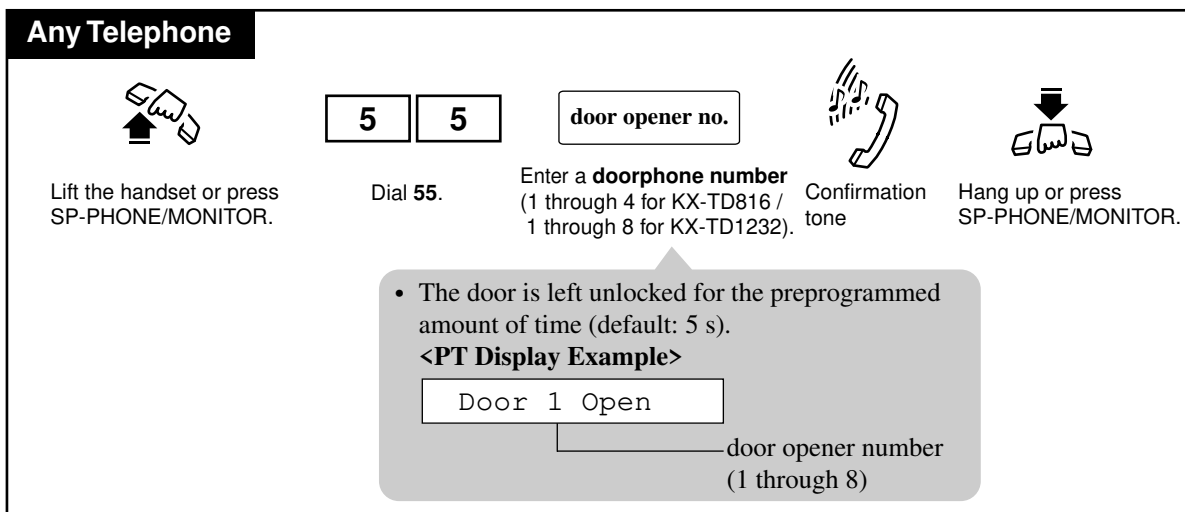 Any Telephone
5 5
door opener no.
Lift the handset or press
SP-PHONE/MONITOR.
Dial 55.
Enter a doorphone number
(1 through 4 for KX-TD816 /
1 through 8 for KX-TD1232).
Confirmation
tone
Hang up or press
SP-PHONE/MONITOR.
• The door is left unlocked for the preprogrammed
amount of time (default: 5 s).
<PT Display Example>
Door 1 Open
door opener number
(1 through 8)